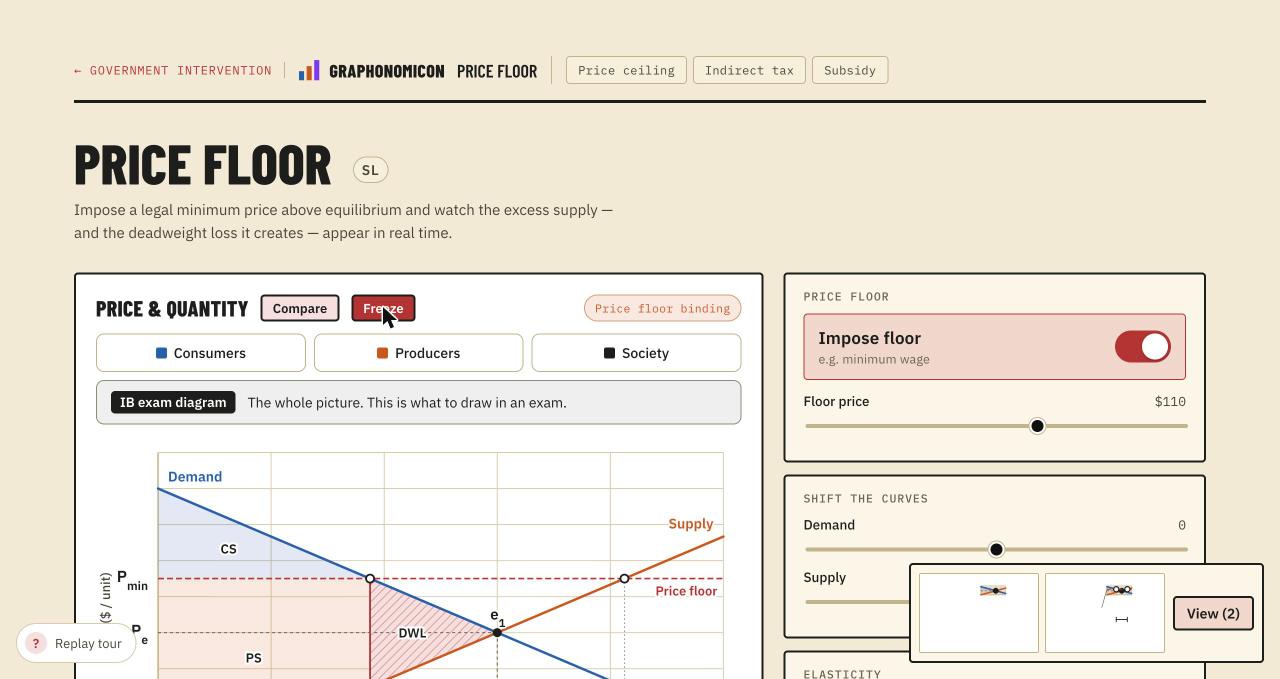 ← GOVERNMENT INTERVENTION
GRAPHONOMICON PRICE FLOOR
Price ceiling
Indirect tax
Subsidy
PRICE FLOOR
SL
Impose a legal minimum price above equilibrium and watch the excess supply —
and the deadweight loss it creates — appear in real time.
PRICE & QUANTITY
Compare
Freeze
Price floor binding
Consumers
Producers
Society
IB exam diagram
The whole picture. This is what to draw in an exam.
Demand
Supply
CS
Pmin
Price floor
($ / unit)
e1
DWL
Pe
PS
? Replay tour
PRICE FLOOR
Impose floor
e.g. minimum wage
Floor price $110
SHIFT THE CURVES
Demand 0
Supply
View (2)
ELASTICITY